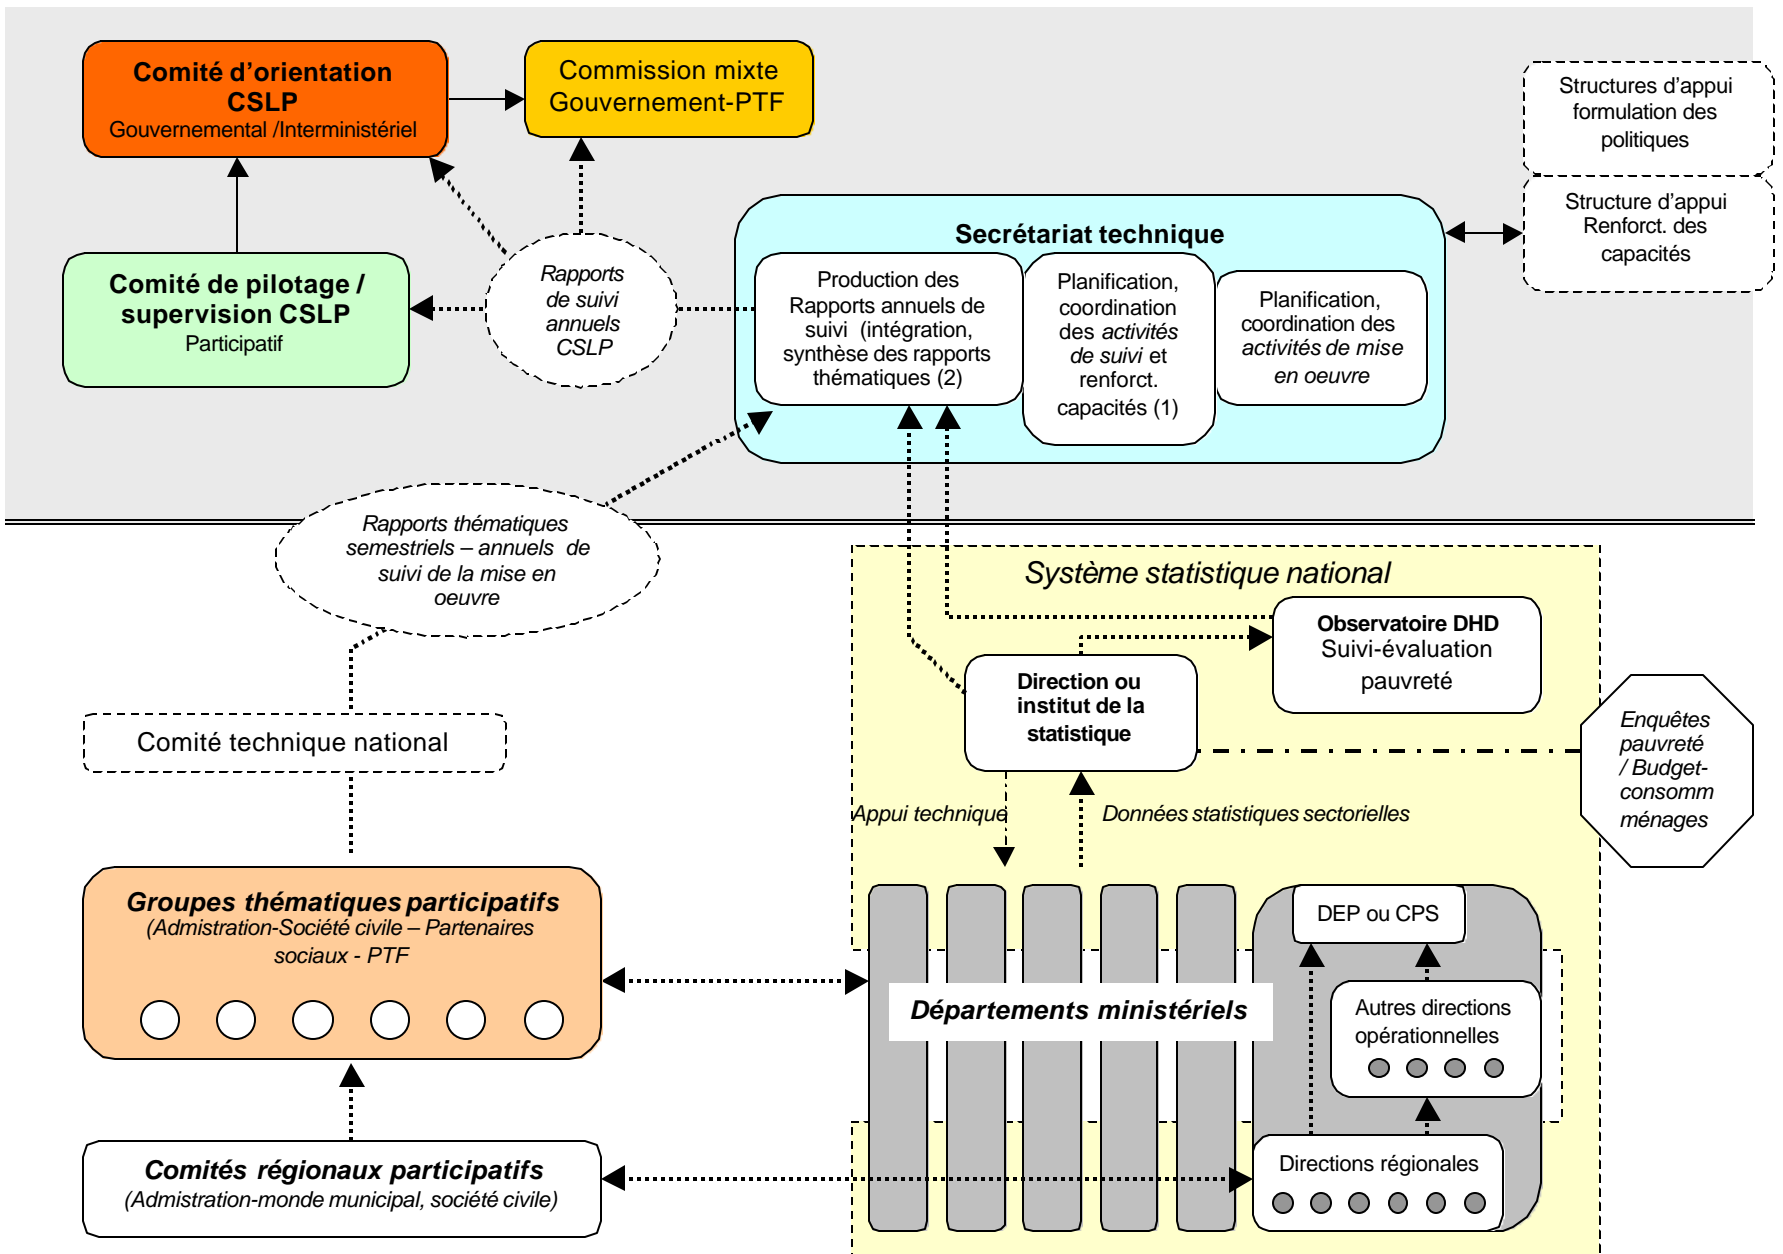 Comité d'orientation
CSLP
Gouvernemental /Interministériel
Commission mixte
Gouvernement-PTF
Structures d'appui
formulation des
politiques
Structure d'appui
Renforct. des
capacités
Comité de pilotage /
supervision CSLP
Participatif
Rapports
de suivi
annuels
CSLP
Secrétariat technique
Production des
Rapports annuels de
suivi (intégration,
synthèse des rapports
thématiques (2)
Planification,
coordination
des activités
de suivi et
renforct.
capacités (1)
Planification,
coordination des
activités de mise
en oeuvre
Rapports thématiques
semestriels – annuels de
suivi de la mise en
oeuvre
Système statistique national
Observatoire DHD
Suivi-évaluation
pauvreté
Direction ou
institut de la
statistique
Enquêtes
pauvreté
/ Budget-
consomm
ménages
Comité technique national
Appui technique
Données statistiques sectorielles
Groupes thématiques participatifs
(Admistration-Société civile – Partenaires
sociaux - PTF
DEP ou CPS
Départements ministériels
Autres directions
opérationnelles
Comités régionaux participatifs
(Admistration-monde municipal, société civile)
Directions régionales